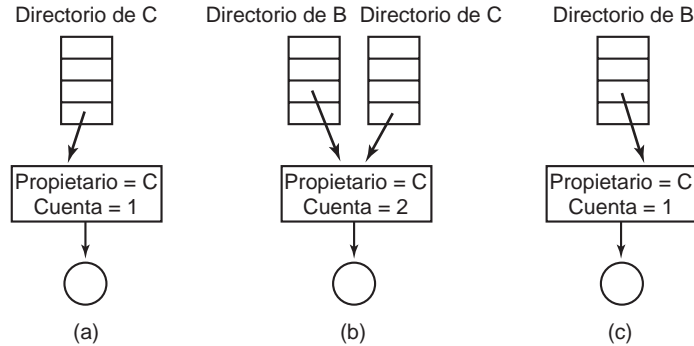 Directorio de C
Directorio de B
Directorio de C
Directorio de B
Propietario = C
Cuenta = 1
Propietario = C
Cuenta = 2
Propietario = C
Cuenta = 1
(a)
(b)
(c)